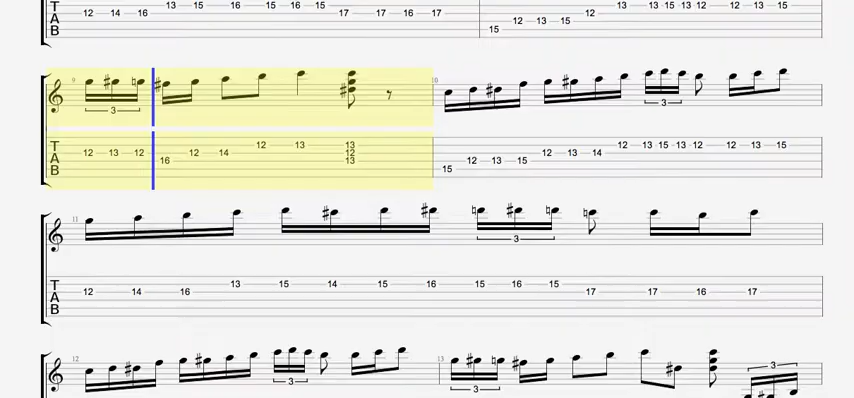 T 12 14 16 13 15 16 15 16 15 17 17 16 17 12 13 15 12 13 13 15 13 12 12 13 15
A
B 15
9 10
3 3
T 12 13 12 12 14 12 13 13 12 13 15 13 12 12 13 15
A 16 12 12 13 15 12 13 14
B 13 15
11
3
T 12 14 16 13 15 14 15 16 15 16 15 17 17 16 17
A
B
12 13
3 3 3